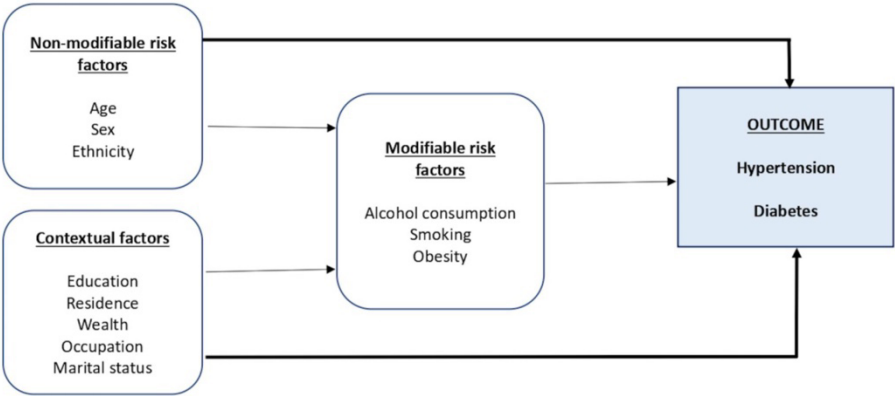 Non-modifiable risk
factors
Age
Sex
Ethnicity
Contextual factors
Education
Residence
Wealth
Occupation
Marital status
Modifiable risk
factors
Alcohol consumption
Smoking
Obesity
OUTCOME
Hypertension
Diabetes